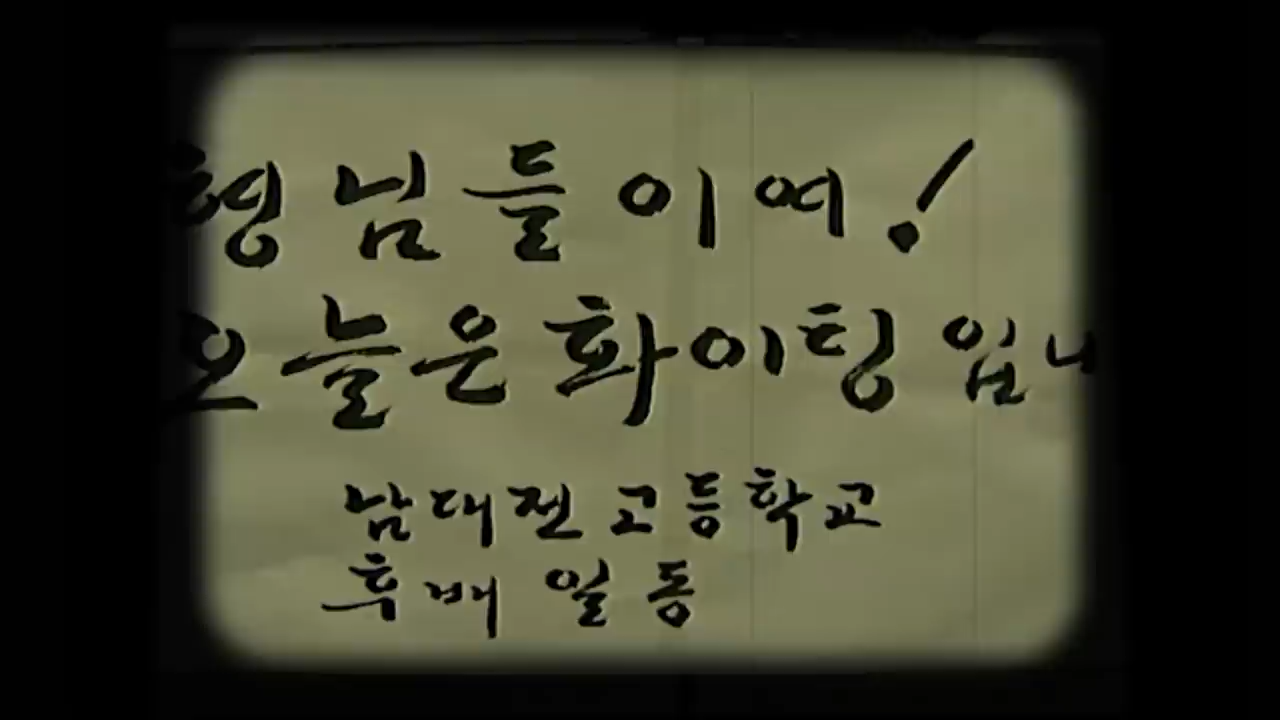 형님들이여!
오늘은 화이팅입니
남대전고등학교
후배 일동